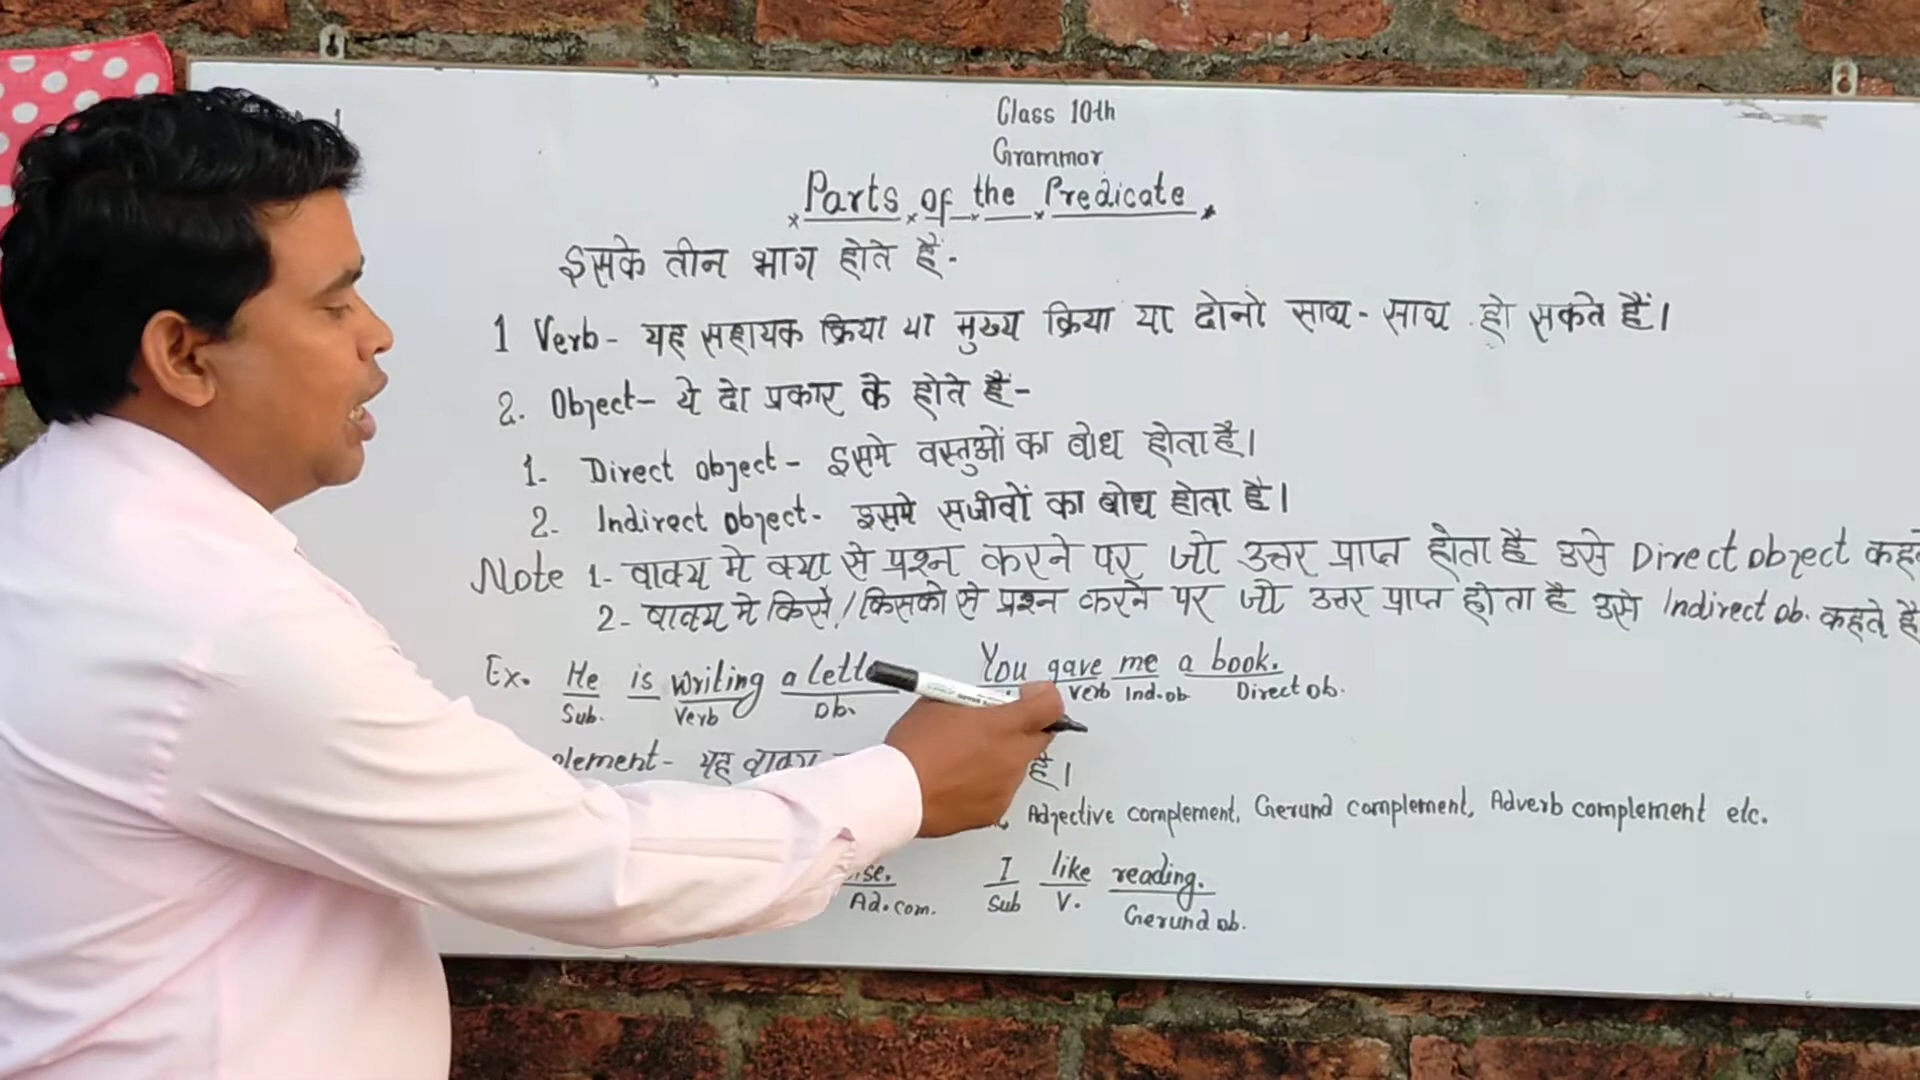 Class 10th
Grammar
Parts of the Predicate
इसके तीन भाग होते हैं-
1 Verb- यह सहायक क्रिया या मुख्य क्रिया या दोनो साथ-साथ हो सकते हैं।
2. Object- ये दो प्रकार के होते हैं-
1. Direct object- इसमे वस्तुओं का बोध होता है।
2. Indirect object- इसमे सजीवों का बोध होता है।
Note 1- वाक्य मे क्या से प्रश्न करने पर जो उत्तर प्राप्त होता है उसे Direct object
2- वाक्य मे किसे/किसको से प्रश्न करने पर जो उत्तर प्राप्त होता है उसे Indirect ob. कहते है
Ex. He is writing a You gave me a book.
Sub. Verb Ob. Verb Ind.ob Direct ob.
यह वाक्य है।
Adjective complement, Gerund complement, Adverb complement etc.
I like reading.
Ad.com. Sub V. Gerund ob.